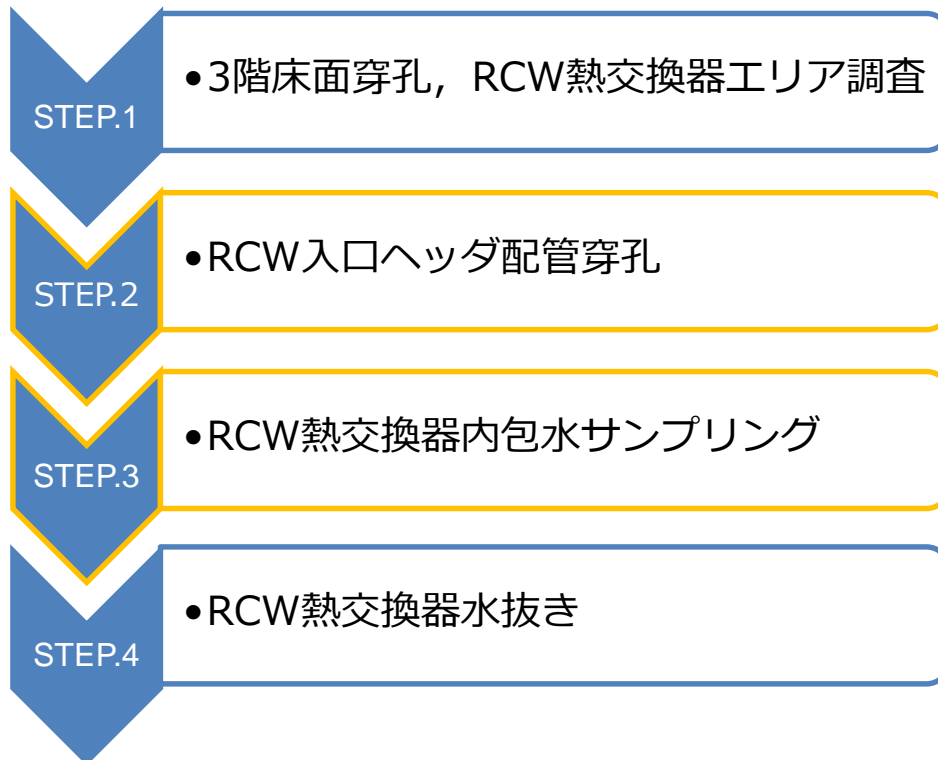 STEP.1
•3階床面穿孔，RCW熱交換器エリア調査
STEP.2
•RCW入口ヘッダ配管穿孔
STEP.3
•RCW熱交換器内包水サンプリング
STEP.4
•RCW熱交換器水抜き